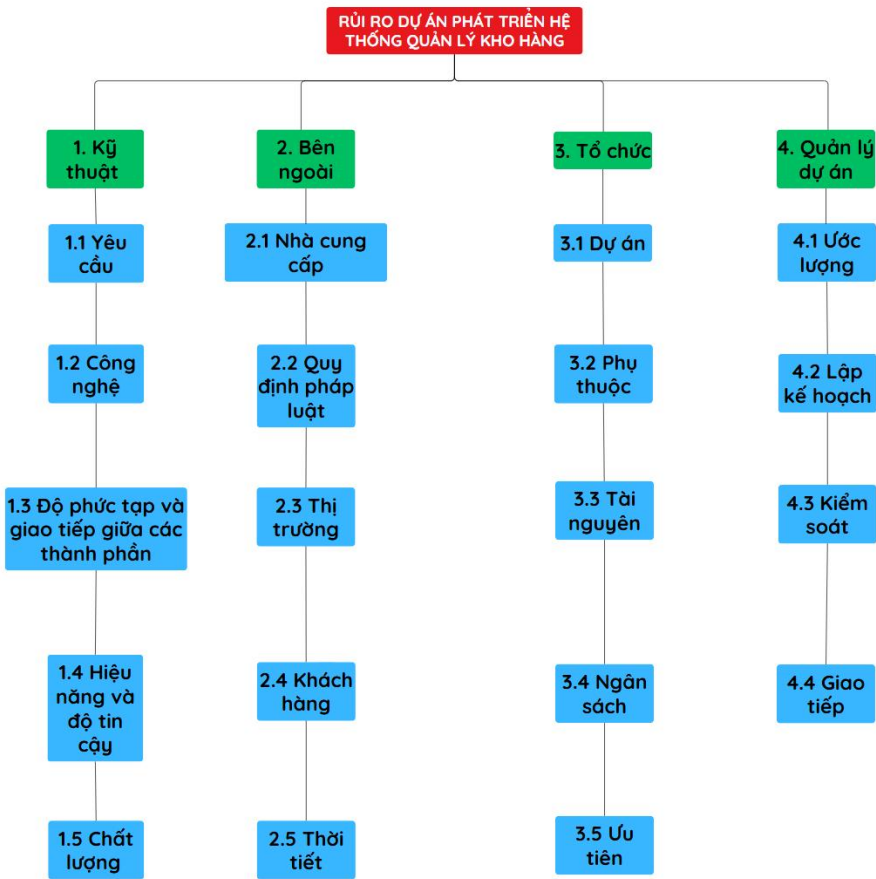 RỦI RO DỰ ÁN PHÁT TRIỂN HỆ
THỐNG QUẢN LÝ KHO HÀNG
1. Kỹ
thuật
1.1 Yêu
cầu
1.2 Công
nghệ
1.3 Độ phức tạp và
giao tiếp giữa các
thành phần
1.4 Hiệu
năng và
độ tin
cậy
1.5 Chất
lượng
2. Bên
ngoài
2.1 Nhà cung
cấp
2.2 Quy
định pháp
luật
2.3 Thị
trường
2.4 Khách
hàng
2.5 Thời
tiết
3. Tổ chức
3.1 Dự án
3.2 Phụ
thuộc
3.3 Tài
nguyên
3.4 Ngân
sách
3.5 Ưu
tiên
4. Quản lý
dự án
4.1 Ước
lượng
4.2 Lập
kế hoạch
4.3 Kiểm
soát
4.4 Giao
tiếp